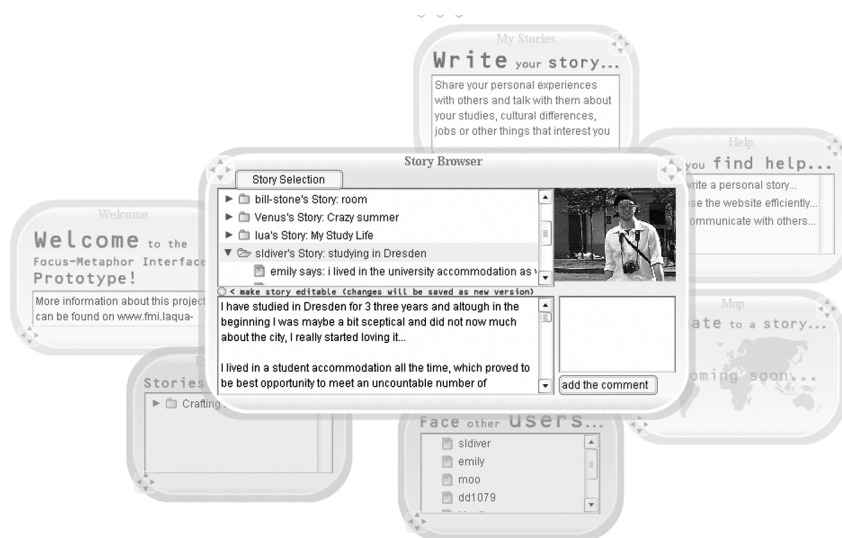 My Stories
Write your story...
Share your personal experiences
with others and talk with them about
your studies, cultural differences,
jobs or other things that interest you
Help
you find help...
write a personal story...
use the website efficiently...
communicate with others...
Story Browser
Story Selection
bill-stone's Story: room
Venus's Story: Crazy summer
lua's Story: My Study Life
sldiver's Story: studying in Dresden
emily says: i lived in the university accommodation as
< make story editable (changes will be saved as new version)
I have studied in Dresden for 3 three years and altough in the
beginning I was maybe a bit sceptical and did not now much
about the city, I really started loving it...
I lived in a student accommodation all the time, which proved to
be best opportunity to meet an uncountable number of
add the comment
Welcome
Welcome to the
Focus-Metaphor Interface
Prototype!
More information about this project
can be found on www.fmi.laqua-
Map
to a story...
coming soon...
Stories
Crafting
Face other users...
sldiver
emily
moo
dd1079